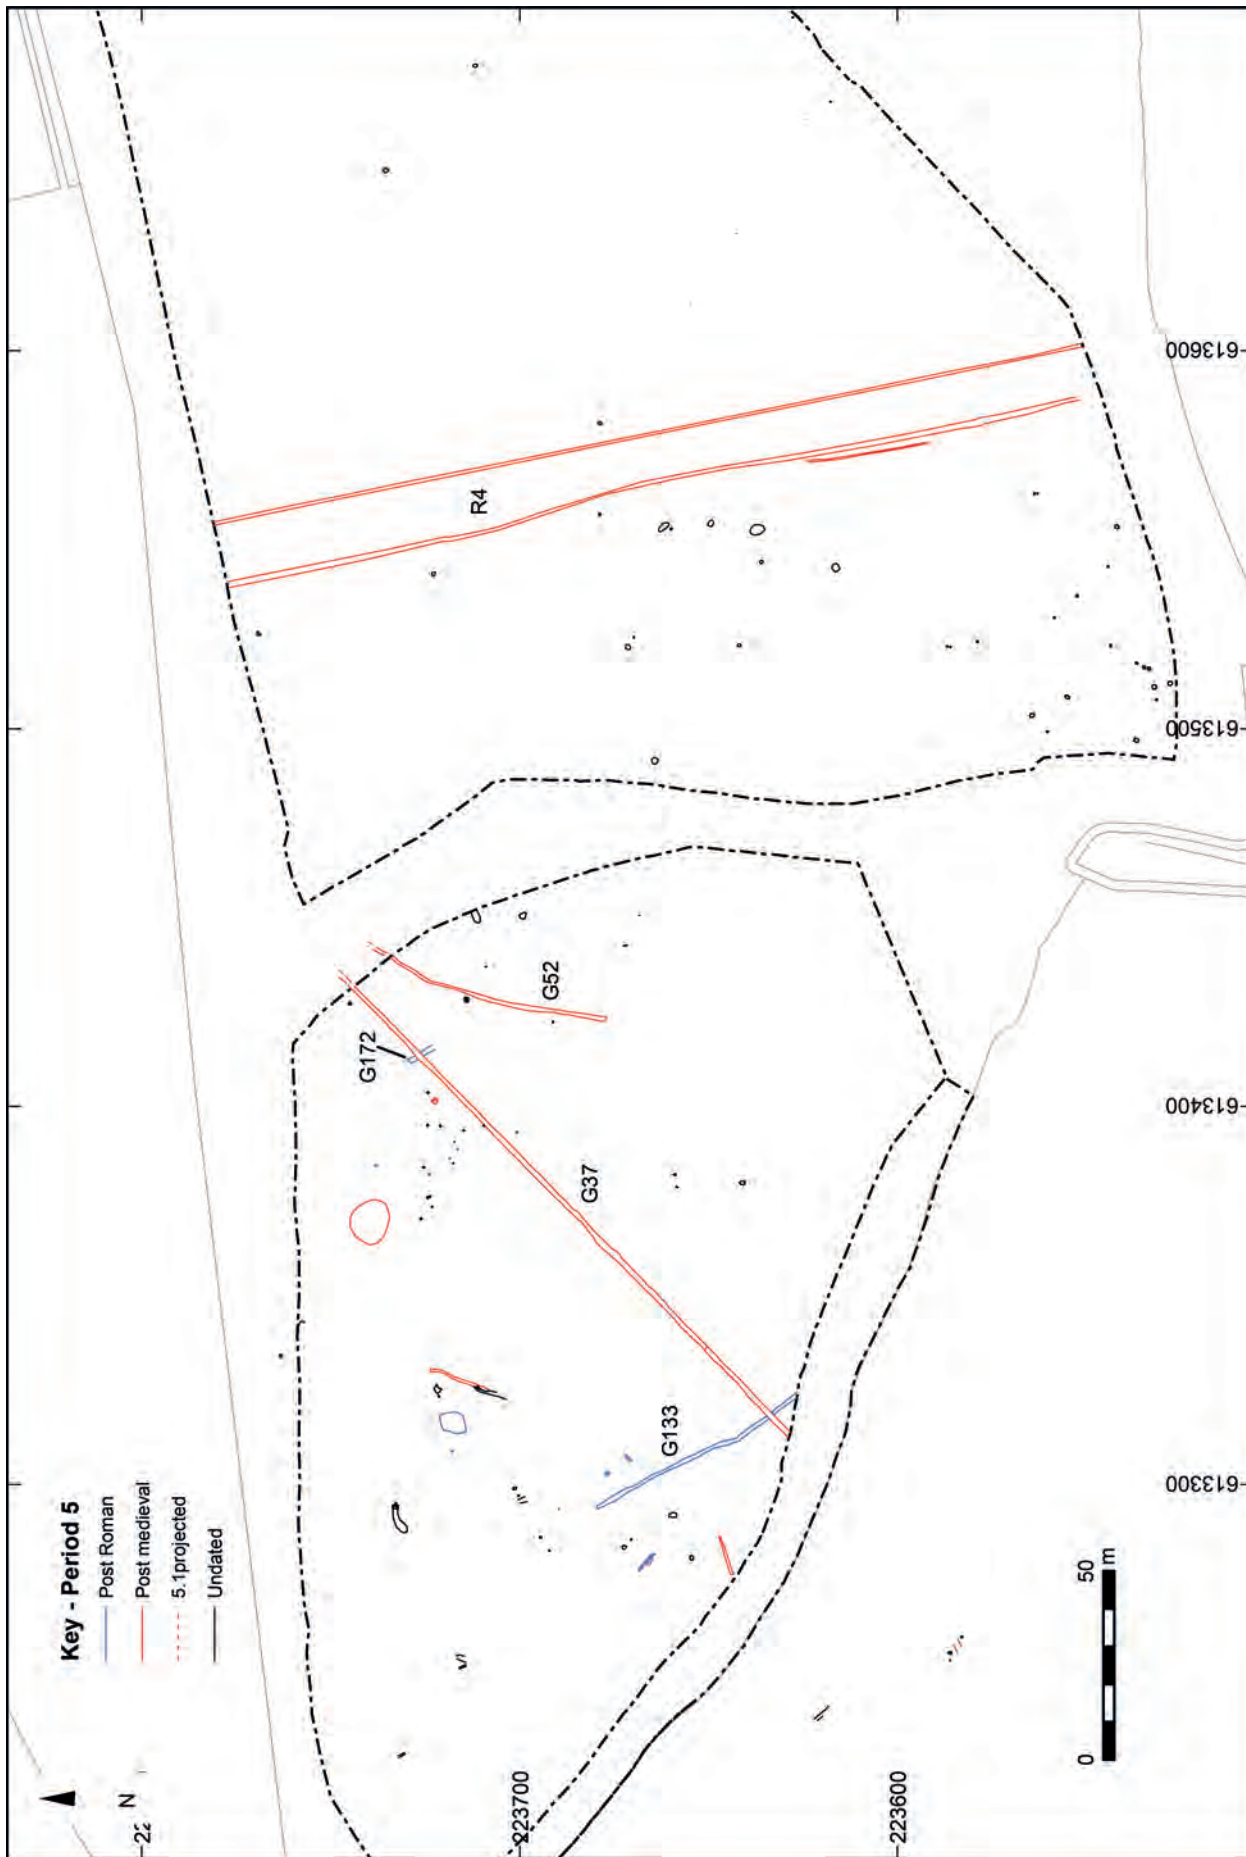 Key - Period 5
Post Roman
Post medieval
5.1projected
Undated
N
22
223700
223600
0
50
m
613300
613400
613500
613600
G133
G37
G172
G52
R4